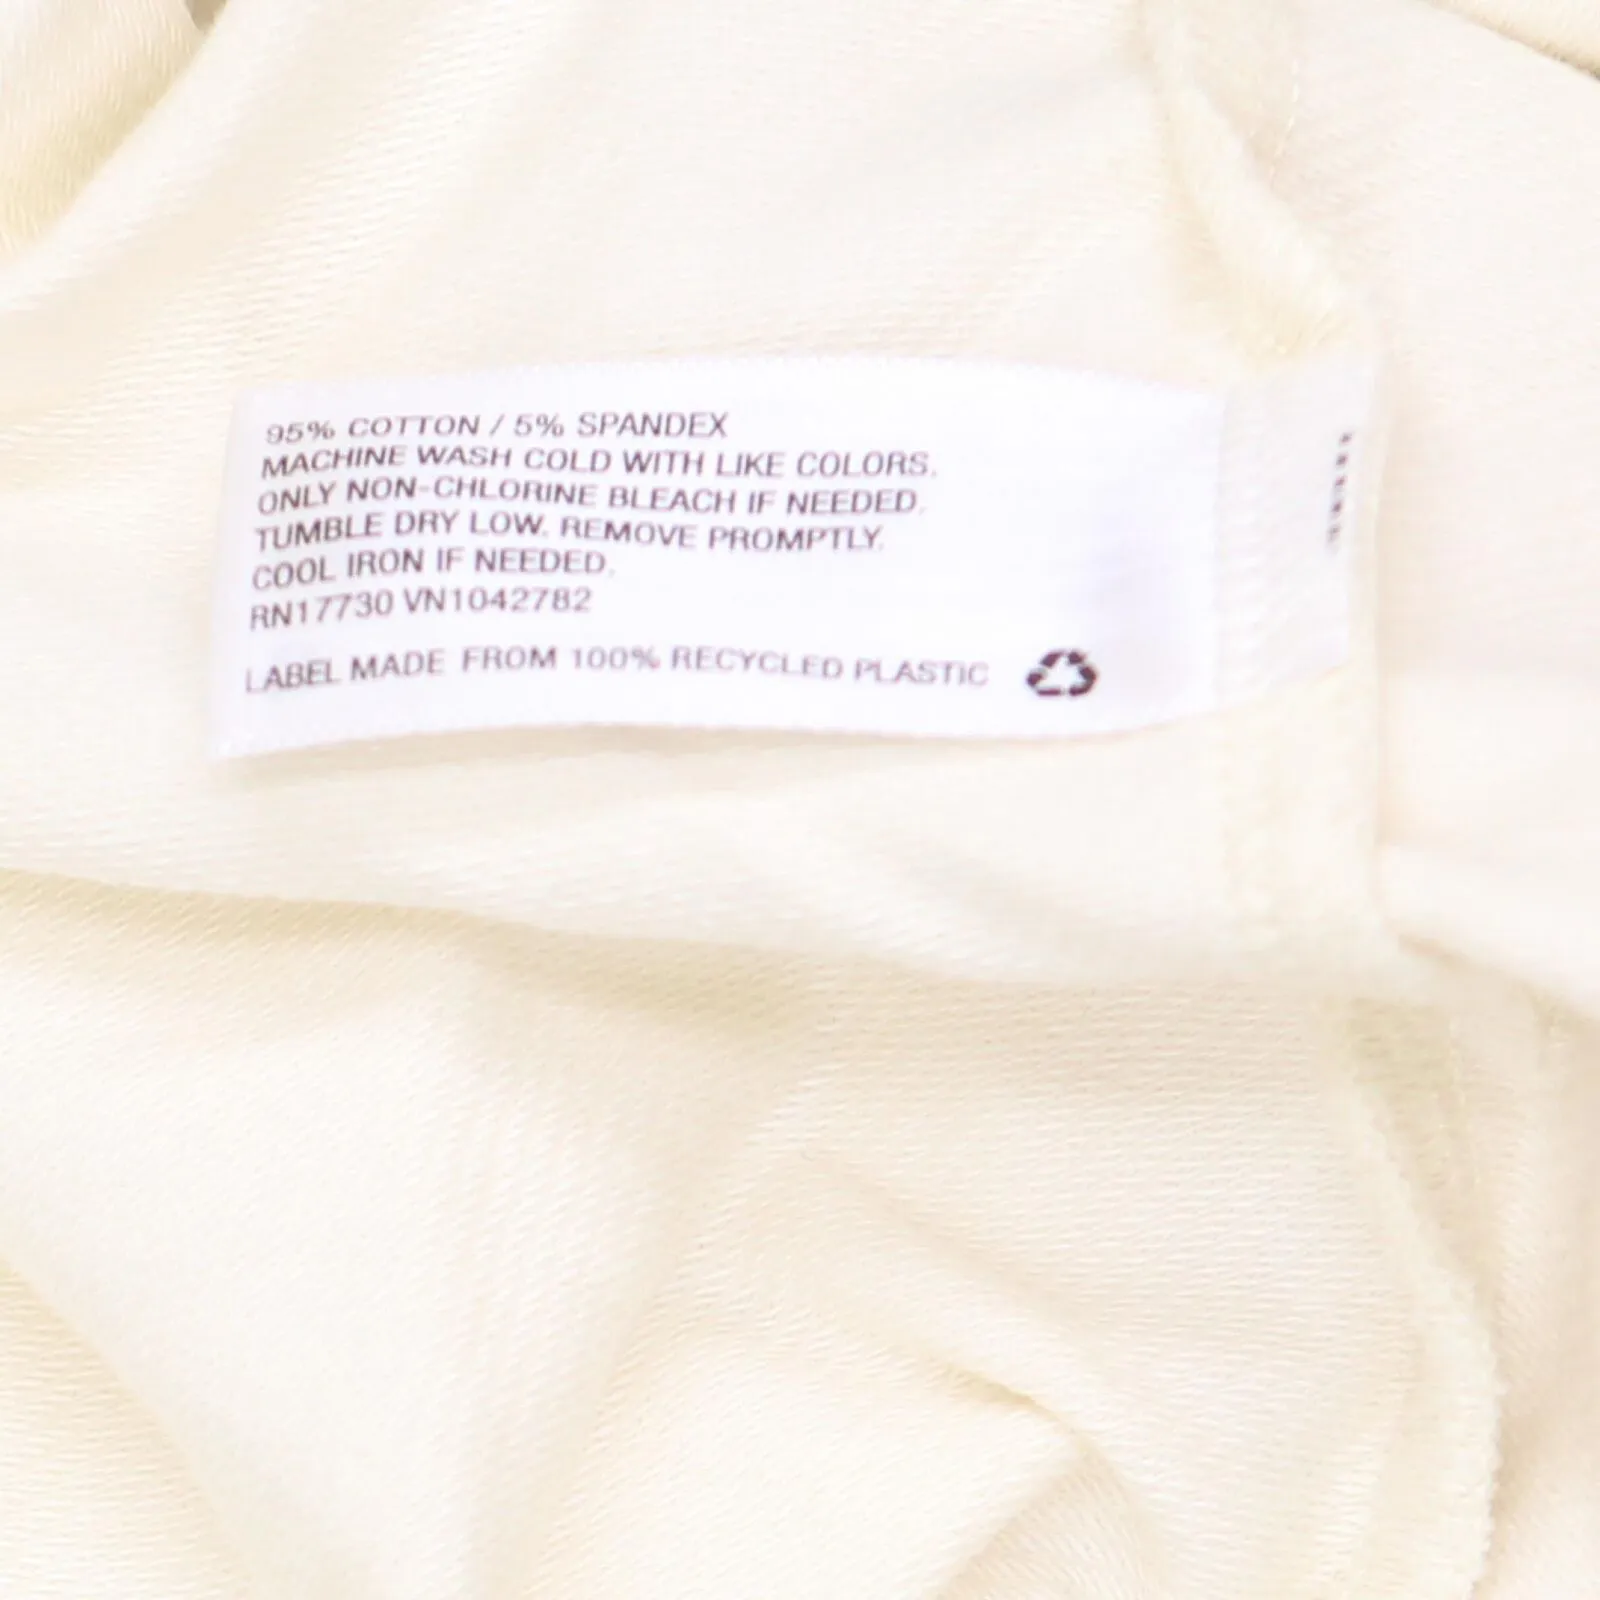 95% COTTON / 5% SPANDEX
MACHINE WASH COLD WITH LIKE COLORS.
ONLY NON-CHLORINE BLEACH IF NEEDED.
TUMBLE DRY LOW. REMOVE PROMPTLY.
COOL IRON IF NEEDED.
RN17730 VN1042782
LABEL MADE FROM 100% RECYCLED PLASTIC